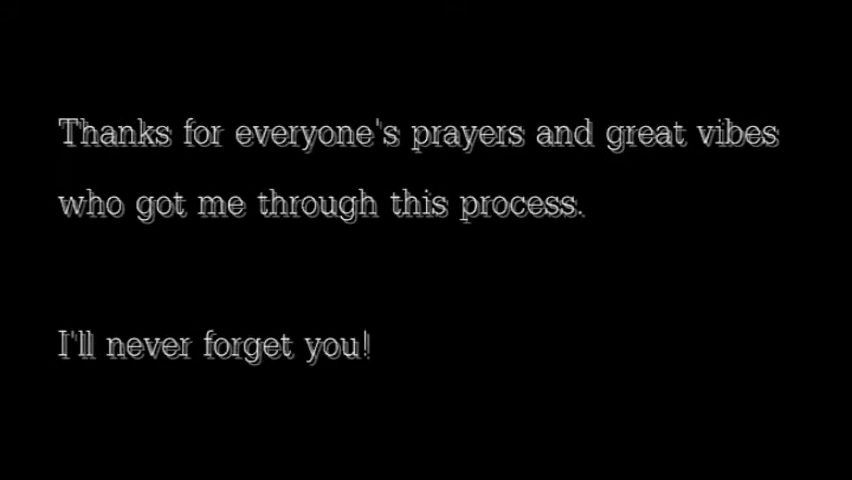 Thanks for everyone's prayers and great vibes
who got me through this process.
I'll never forget you!